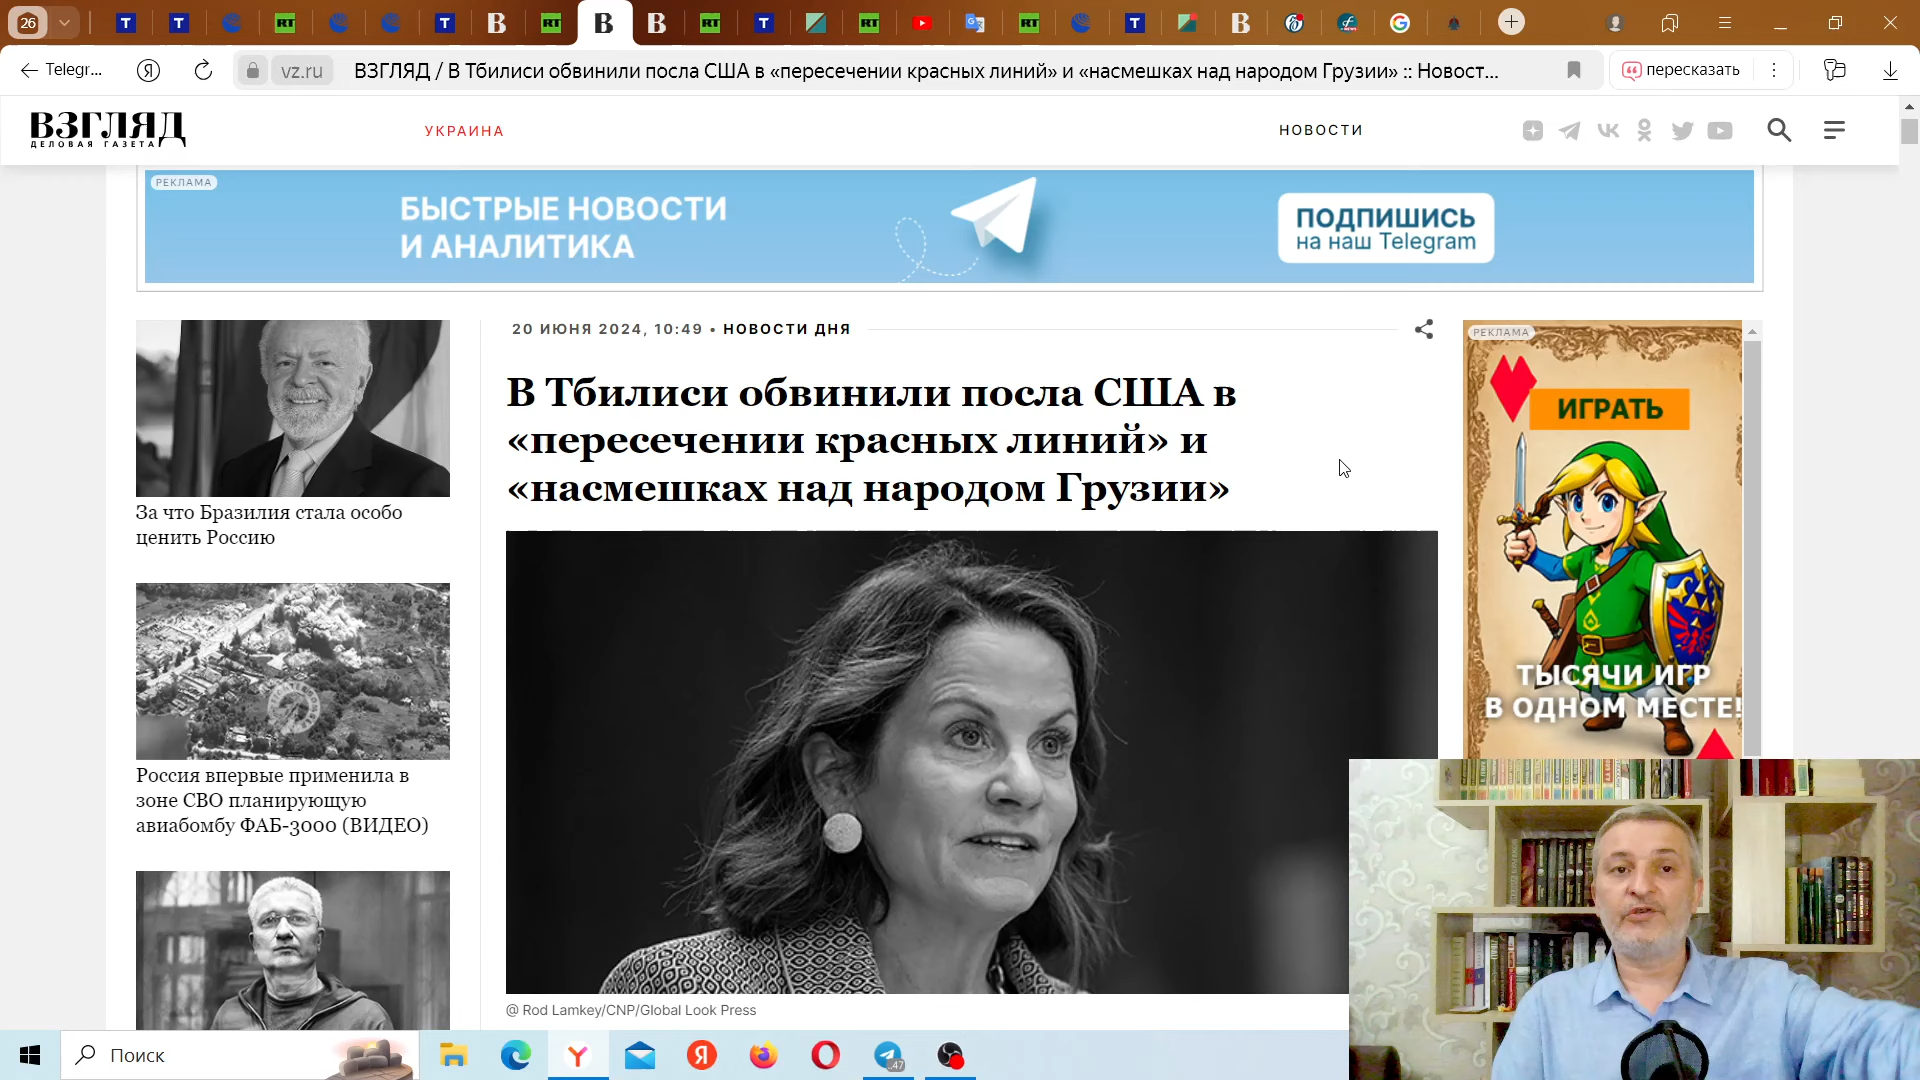 26
Telegr...
vz.ru
ВЗГЛЯД / В Тбилиси обвинили посла США в «пересечении красных линий» и «насмешках над народом Грузии» :: Новост...
пересказать
ВЗГЛЯД
ДЕЛОВАЯ ГАЗЕТА
УКРАИНА
НОВОСТИ
РЕКЛАМА
БЫСТРЫЕ НОВОСТИ
И АНАЛИТИКА
ПОДПИШИСЬ
на наш Telegram
20 ИЮНЯ 2024, 10:49 • НОВОСТИ ДНЯ
В Тбилиси обвинили посла США в
«пересечении красных линий» и
«насмешках над народом Грузии»
@ Rod Lamkey/CNP/Global Look Press
За что Бразилия стала особо
ценить Россию
Россия впервые применила в
зоне СВО планирующую
авиабомбу ФАБ-3000 (ВИДЕО)
РЕКЛАМА
ИГРАТЬ
ТЫСЯЧИ ИГР
В ОДНОМ МЕСТЕ!
Поиск
47